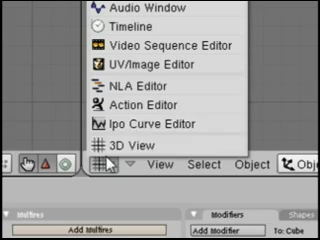 Audio Window
Timeline
Video Sequence Editor
UV/Image Editor
NLA Editor
Action Editor
Ipo Curve Editor
3D View
View Select Object Obje
Multires Modifiers Shapes
Add Multires Add Modifier To: Cube